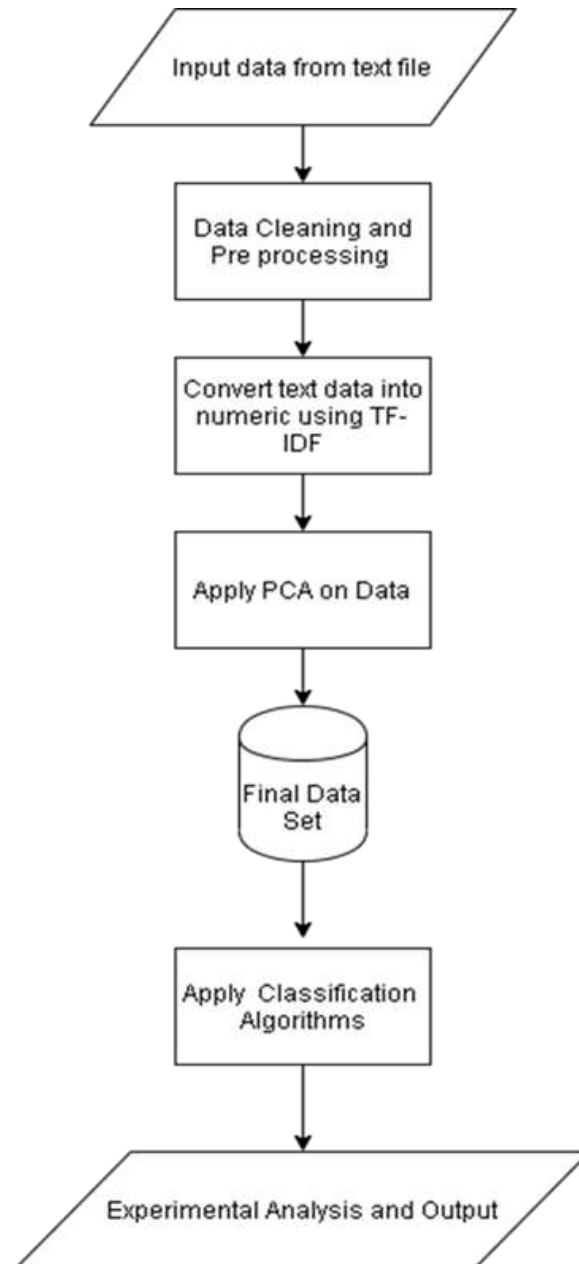 Input data from text file
Data Cleaning and
Pre processing
Convert text data into
numeric using TF-
IDF
Apply PCA on Data
Final Data
Set
Apply Classification
Algorithms
Experimental Analysis and Output